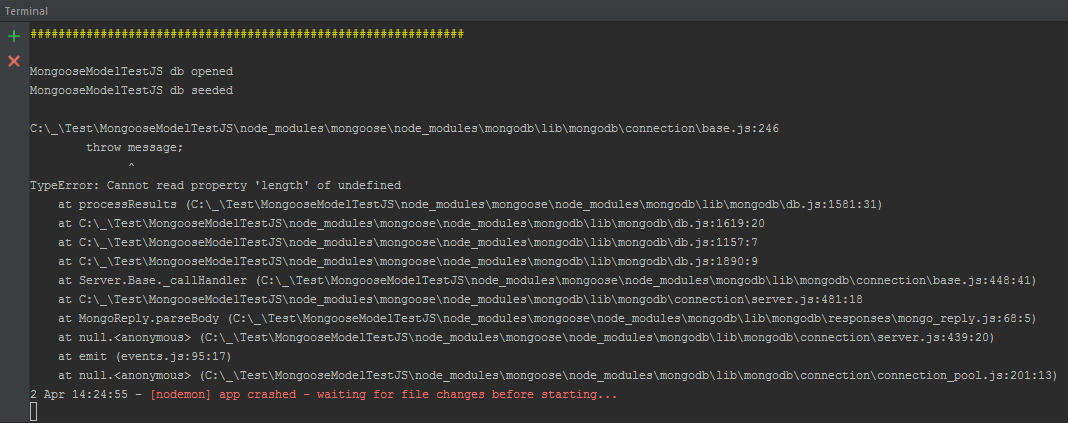 Terminal
##############################################################
MongooseModelTestJS db opened
MongooseModelTestJS db seeded
C:\_\Test\MongooseModelTestJS\node_modules\mongoose\node_modules\mongodb\lib\mongodb\connection\base.js:246
throw message;
^
TypeError: Cannot read property 'length' of undefined
at processResults (C:\_\Test\MongooseModelTestJS\node_modules\mongoose\node_modules\mongodb\lib\mongodb\db.js:1581:31)
at C:\_\Test\MongooseModelTestJS\node_modules\mongoose\node_modules\mongodb\lib\mongodb\db.js:1619:20
at C:\_\Test\MongooseModelTestJS\node_modules\mongoose\node_modules\mongodb\lib\mongodb\db.js:1157:7
at C:\_\Test\MongooseModelTestJS\node_modules\mongoose\node_modules\mongodb\lib\mongodb\db.js:1890:9
at Server.Base._callHandler (C:\_\Test\MongooseModelTestJS\node_modules\mongoose\node_modules\mongodb\lib\mongodb\connection\base.js:448:41)
at C:\_\Test\MongooseModelTestJS\node_modules\mongoose\node_modules\mongodb\lib\mongodb\connection\server.js:481:18
at MongoReply.parseBody (C:\_\Test\MongooseModelTestJS\node_modules\mongoose\node_modules\mongodb\lib\mongodb\responses\mongo_reply.js:68:5)
at null.<anonymous> (C:\_\Test\MongooseModelTestJS\node_modules\mongoose\node_modules\mongodb\lib\mongodb\connection\server.js:439:20)
at emit (events.js:95:17)
at null.<anonymous> (C:\_\Test\MongooseModelTestJS\node_modules\mongoose\node_modules\mongodb\lib\mongodb\connection\connection_pool.js:201:13)
2 Apr 14:24:55 - [nodemon] app crashed - waiting for file changes before starting...